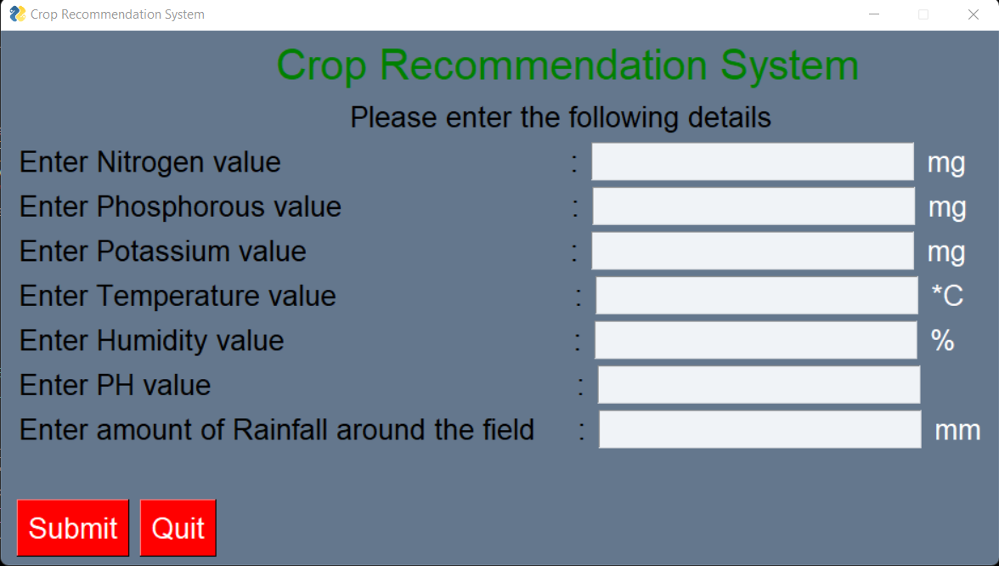 Crop Recommendation System
Crop Recommendation System
Please enter the following details
Enter Nitrogen value : mg
Enter Phosphorous value : mg
Enter Potassium value : mg
Enter Temperature value : *C
Enter Humidity value : %
Enter PH value :
Enter amount of Rainfall around the field : mm
Submit Quit